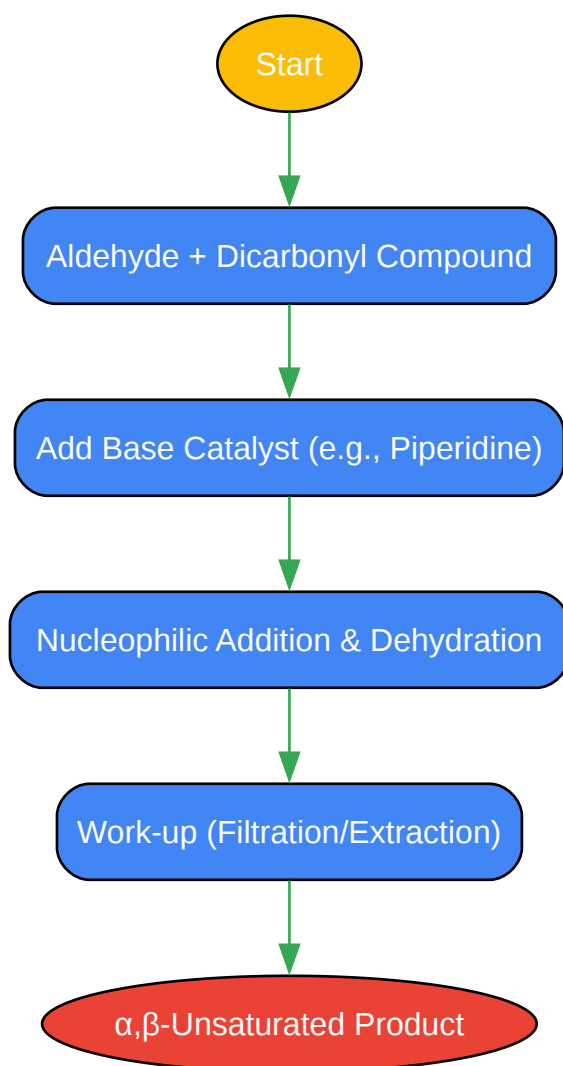 Start
Aldehyde + Dicarbonyl Compound
Add Base Catalyst (e.g., Piperidine)
Nucleophilic Addition & Dehydration
Work-up (Filtration/Extraction)
α,β-Unsaturated Product